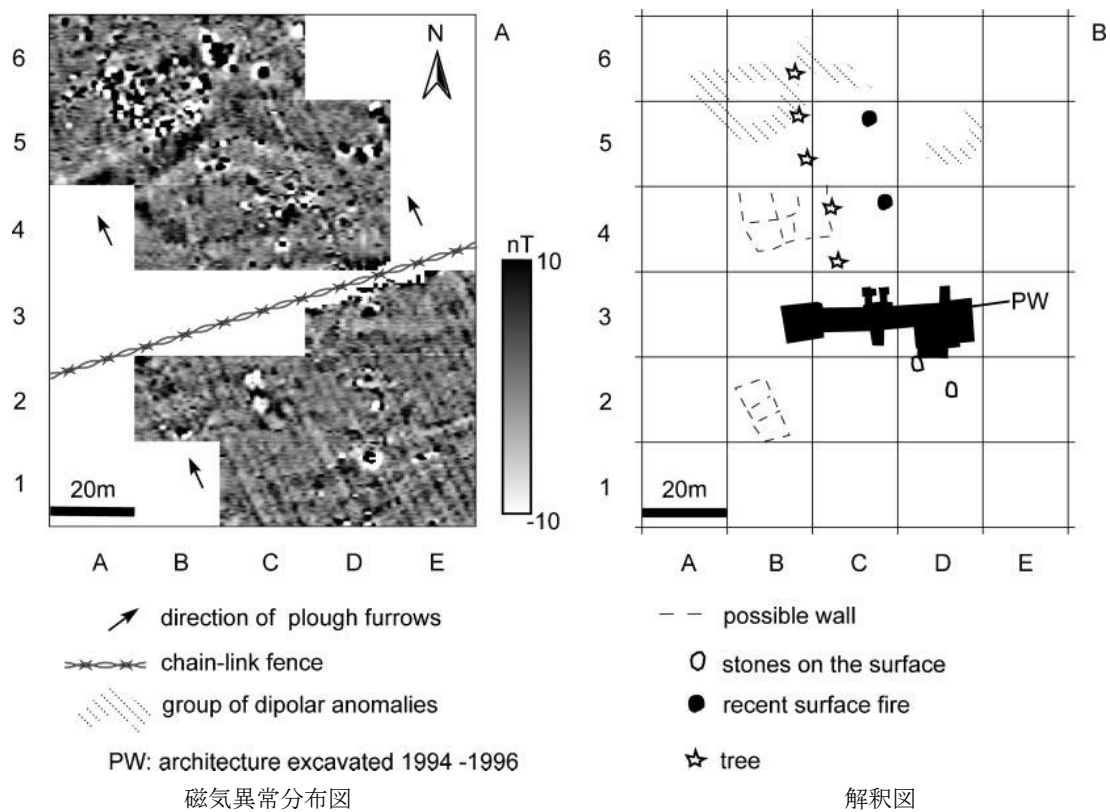 A
B
N
6
5
4
3
2
1
nT
10
-10
20m
A B C D E
6
5
4
3
2
1
PW
20m
A B C D E
direction of plough furrows
chain-link fence
group of dipolar anomalies
PW: architecture excavated 1994 -1996
磁気異常分布図
possible wall
stones on the surface
recent surface fire
tree
解釈図